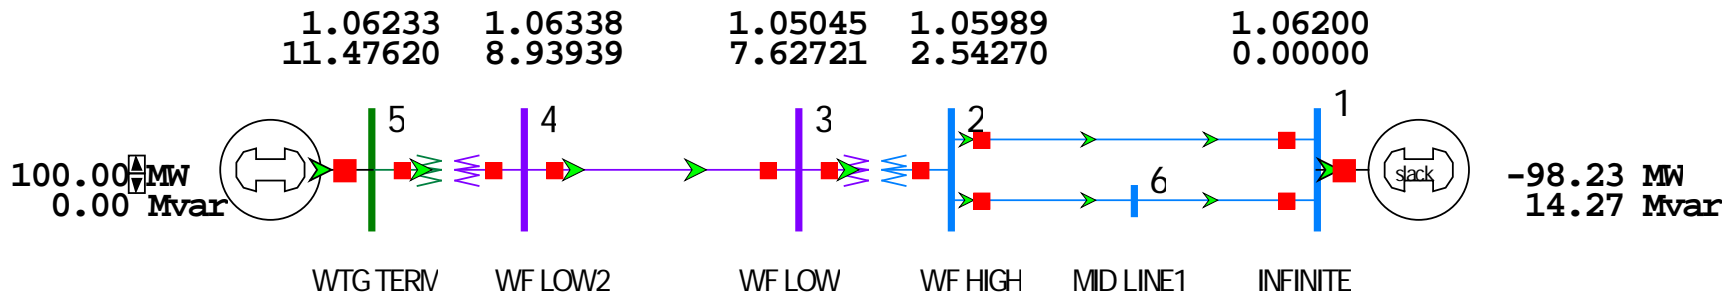 1.06233 1.06338 1.05045 1.05989 1.06200
11.47620 8.93939 7.62721 2.54270 0.00000
5 4 3 2 1
6
100.00 MW
0.00 Mvar
slack
-98.23 MW
14.27 Mvar
WTG TERM WF LOW2 WF LOW WF HIGH MID LINE1 INFINITE